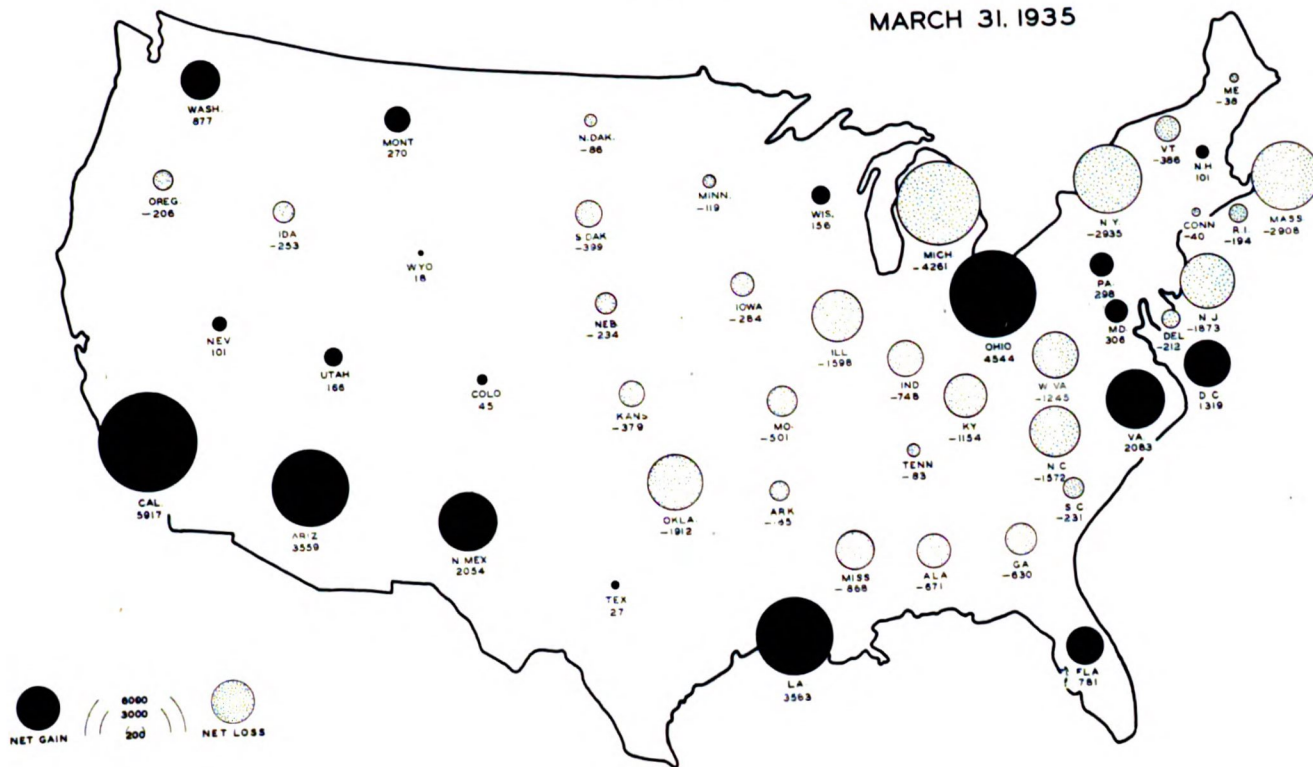 MARCH 31. 1935
WASH.
877
MONT
270
N.DAK.
-86
ME
-38
VT
-386
N H
101
OREG.
-206
IDA
-253
S.DAK
-399
MINN.
-119
WIS.
156
MICH
-4261
N Y
-2935
CONN
-40
R.I.
-194
MASS
-2908
WYO
18
NEV
101
UTAH
166
COLO
45
NEB
-234
IOWA
-284
ILL
-1598
IND
-748
OHIO
4544
PA.
298
MD.
306
DEL
-212
N J
-1873
D C
1319
W VA
-1245
VA.
2083
KANS
-379
MO.
-501
KY
-1154
TENN
-83
N C
-1572
S C
-231
CAL.
5917
ARIZ
3559
N MEX
2054
OKLA.
-1912
ARK
MISS
-868
ALA
-671
GA
-630
TEX
27
LA
3563
FLA
781
NET GAIN
6000
3000
200
NET LOSS